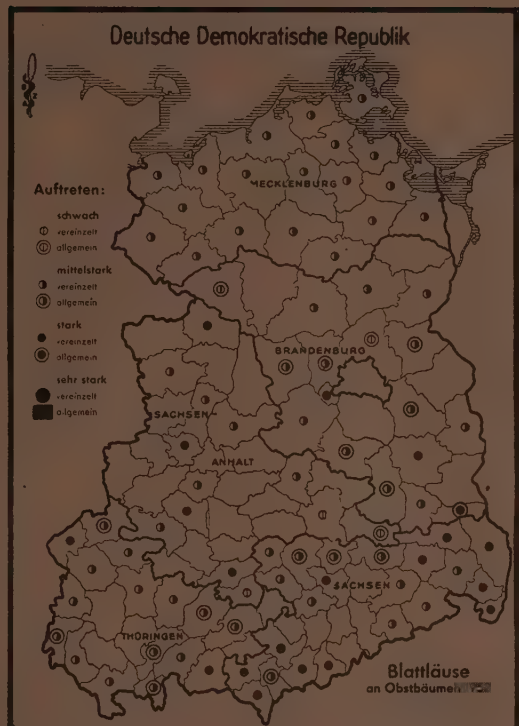 Deutsche Demokratische Republik
MECKLENBURG
Auftreten:
schwach
vereinzelt
allgemein
mittelstark
vereinzelt
allgemein
stark
vereinzelt
allgemein
sehr stark
vereinzelt
allgemein
BRANDENBURG
SACHSEN-
ANHALT
SACHSEN
THÜRINGEN
Blattläuse
an Obstbäumen